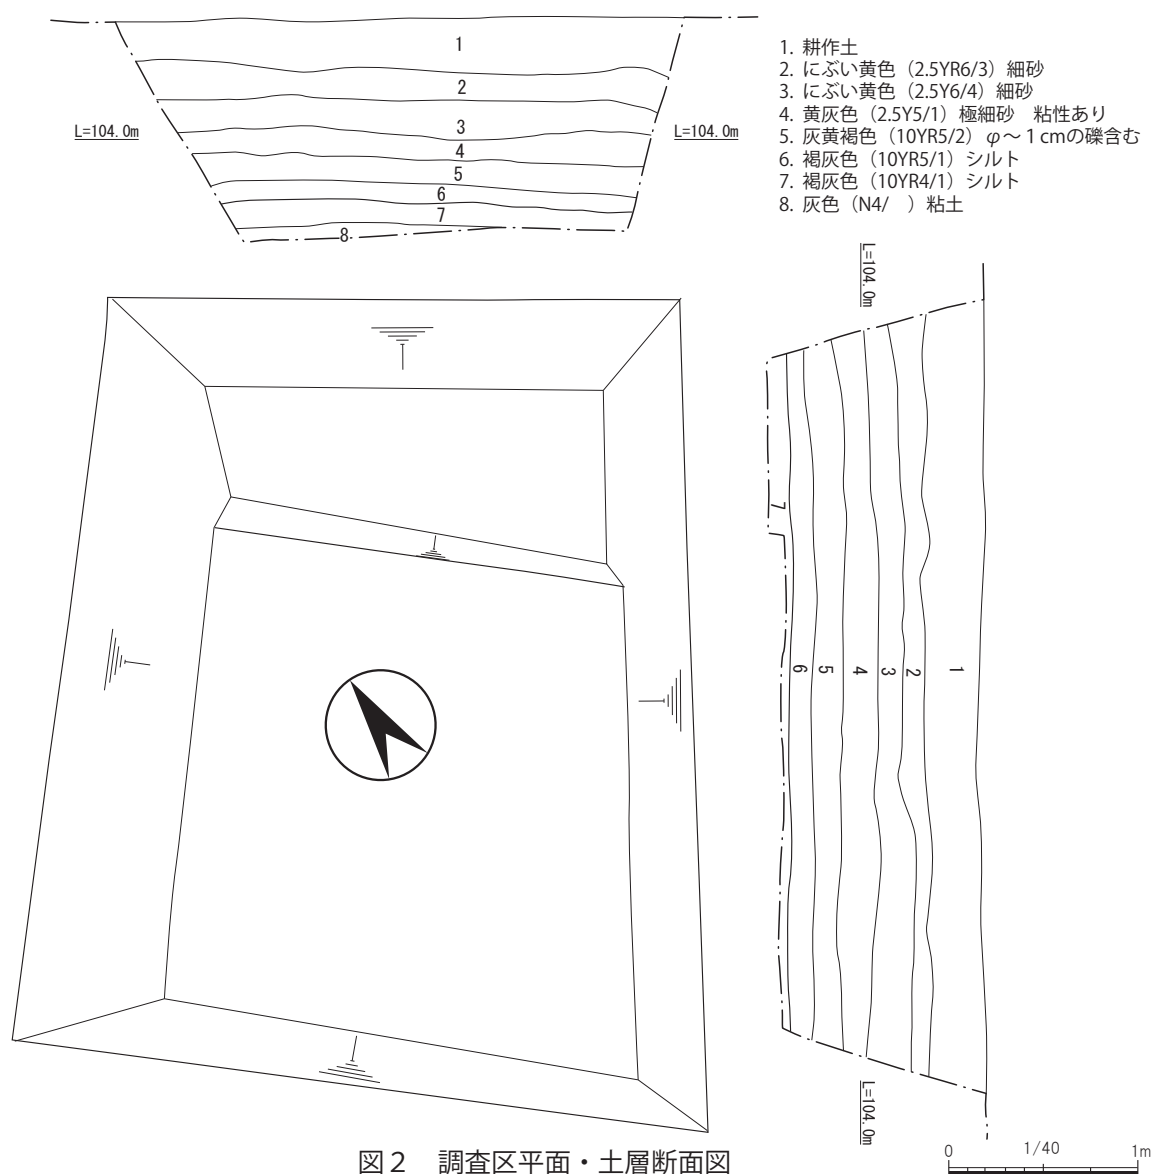 1
2
3
4
5
6
7
8
L=104.0m
L=104.0m
1. 耕作土
2. にぶい黄色（2.5YR6/3）細砂
3. にぶい黄色（2.5Y6/4）細砂
4. 黄灰色（2.5Y5/1）極細砂　粘性あり
5. 灰黄褐色（10YR5/2）φ～1cmの礫含む
6. 褐灰色（10YR5/1）シルト
7. 褐灰色（10YR4/1）シルト
8. 灰色（N4/　）粘土
L=104.0m
7
6
5
4
3
2
1
L=104.0m
図2　調査区平面・土層断面図
0 1/40 1m